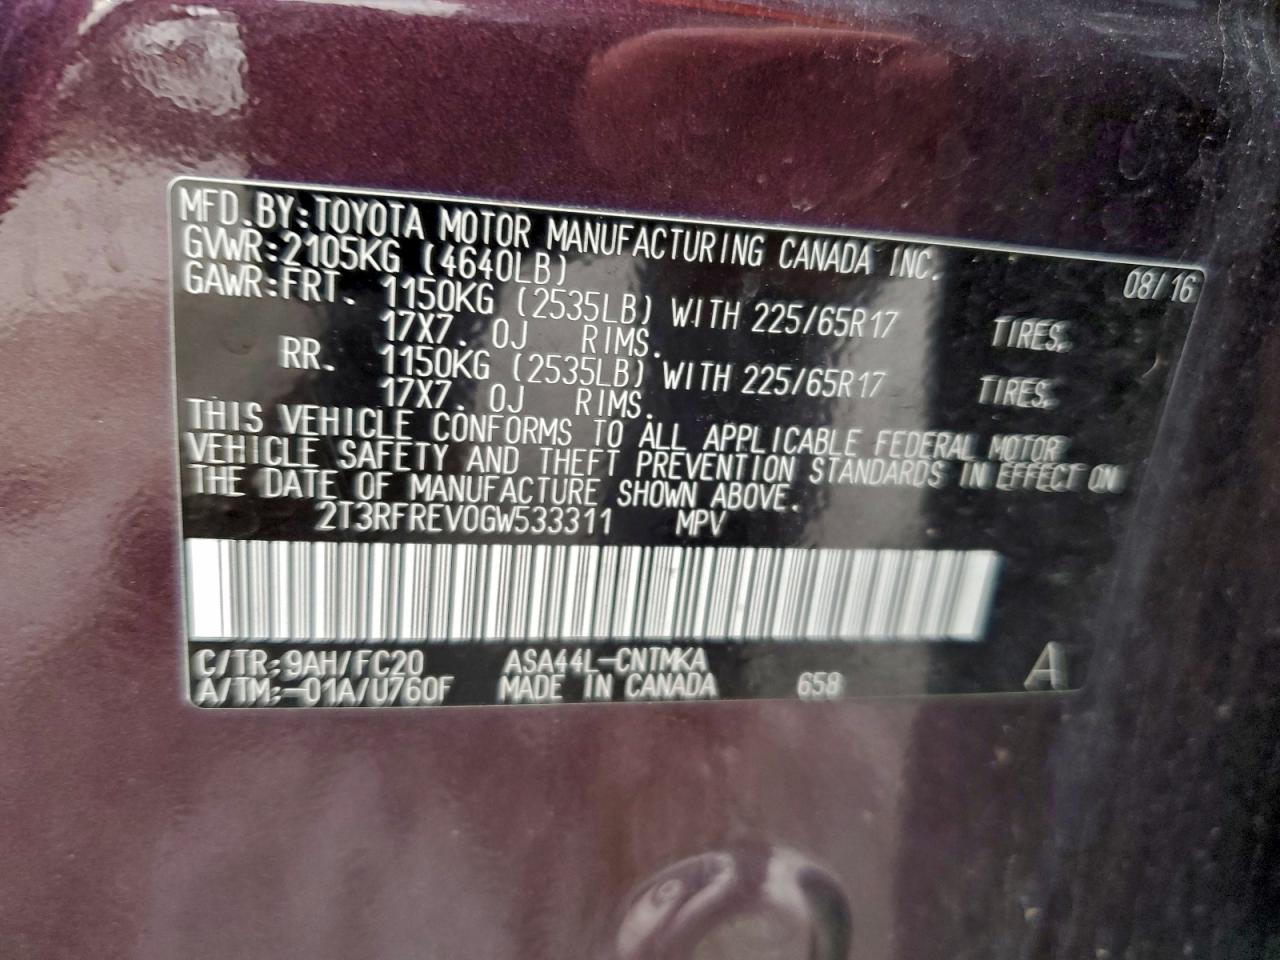 MFD.BY:TOYOTA MOTOR MANUFACTURING CANADA INC.
GVWR:2105KG (4640LB) 08/16
GAWR:FRT. 1150KG (2535LB) WITH 225/65R17 TIRES,
17X7.0J RIMS.
RR. 1150KG (2535LB) WITH 225/65R17 TIRES,
17X7.0J RIMS.
THIS VEHICLE CONFORMS TO ALL APPLICABLE FEDERAL MOTOR
VEHICLE SAFETY AND THEFT PREVENTION STANDARDS IN EFFECT ON
THE DATE OF MANUFACTURE SHOWN ABOVE.
2T3RFREV0GW533311 MPV
C/TR:9AH/FC20 ASA44L-CNTMKA
A/TM:-01A/U760F MADE IN CANADA 658 A